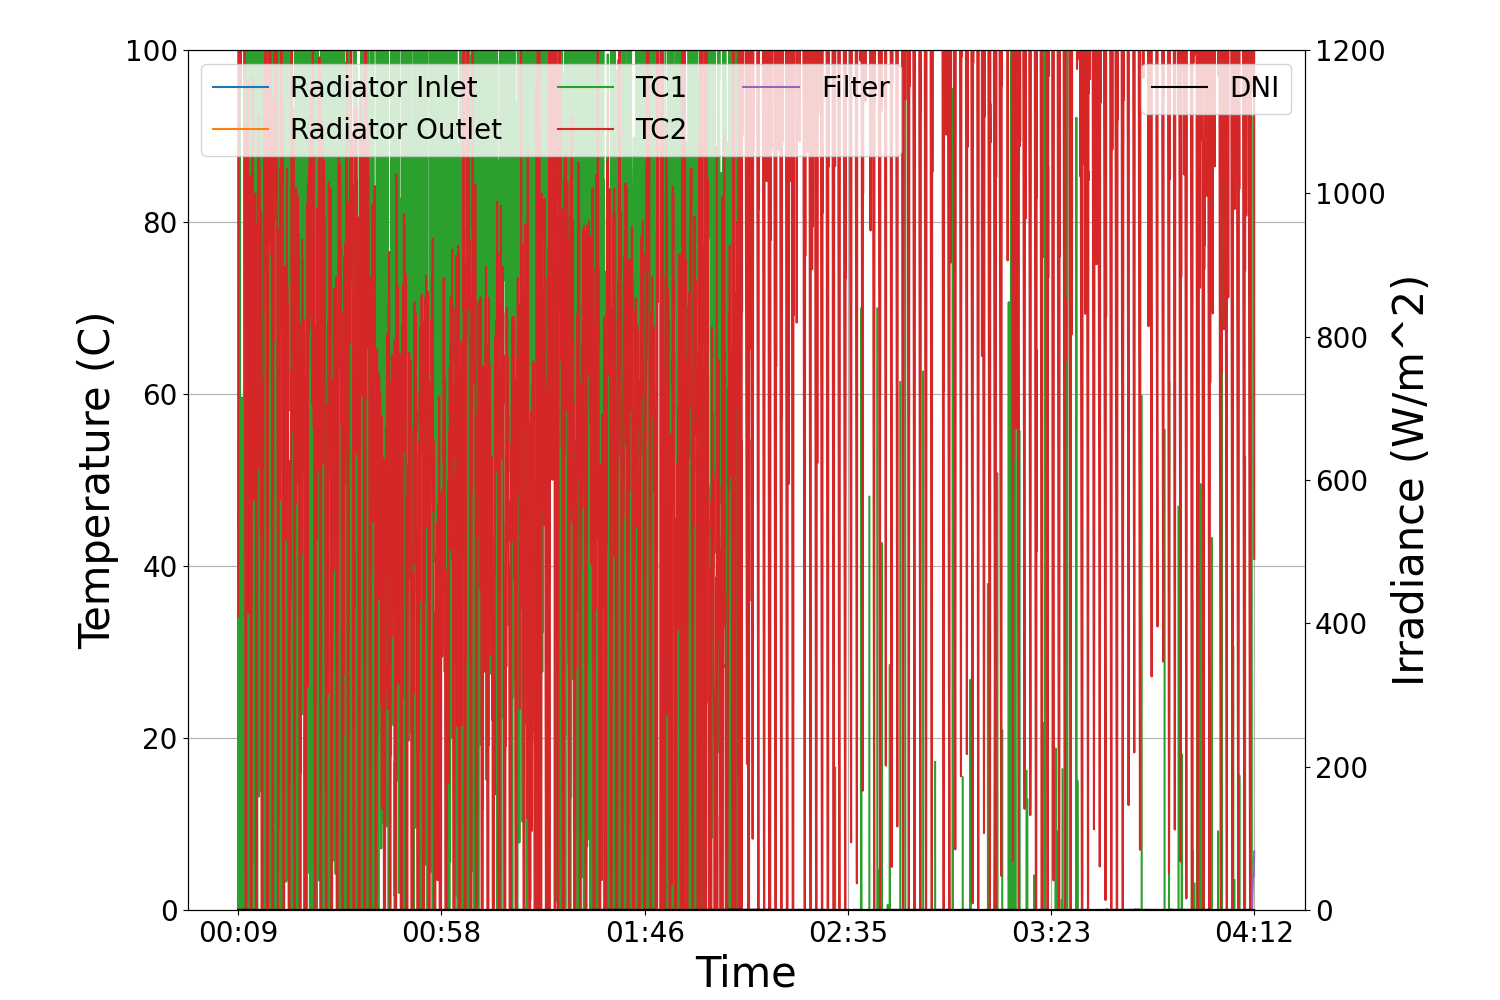 100
80
60
40
20
0
Temperature (C)
Radiator Inlet
Radiator Outlet
TC1
TC2
Filter
DNI
1200
1000
800
600
400
200
0
Irradiance (W/m^2)
00:09 00:58 01:46 02:35 03:23 04:12
Time